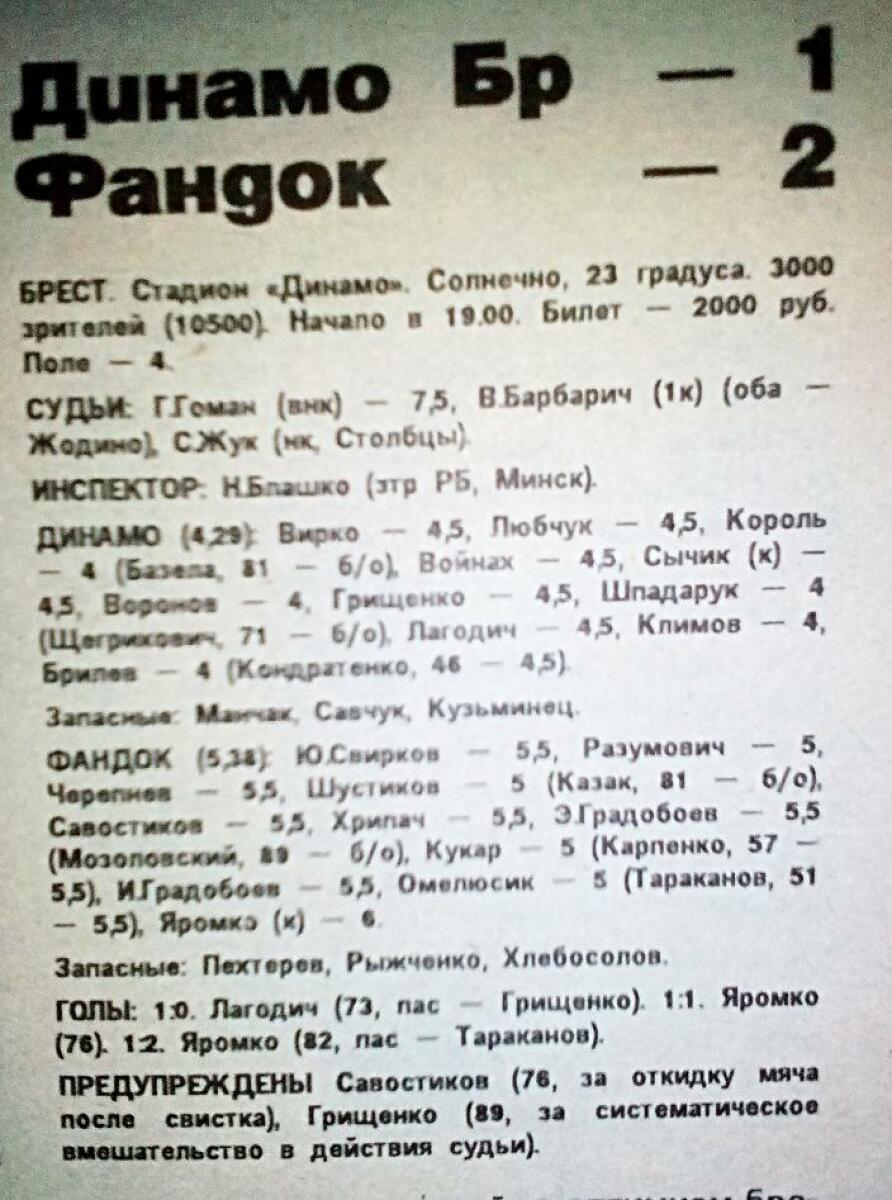 Динамо Бр — 1
Фандок — 2
БРЕСТ. Стадион «Динамо». Солнечно, 23 градуса. 3000
зрителей (10500). Начало в 19.00. Билет — 2000 руб.
Поле — 4.
СУДЬИ: Г.Гоман (внк) — 7,5, В.Барбарич (1к) (оба —
Жодино), С.Жук (нк, Столбцы).
ИНСПЕКТОР: Н.Блашко (зтр РБ, Минск).
ДИНАМО (4,29): Вирко — 4,5, Любчук — 4,5, Король
— 4 (Базела, 81 — б/о), Войнах — 4,5, Сычик (к) —
4,5, Воронов — 4, Грищенко — 4,5, Шпадарук — 4
(Щегрикович, 71 — б/о), Лагодич — 4,5, Климов — 4,
Брилев — 4 (Кондратенко, 46 — 4,5).
Запасные: Манчак, Савчук, Кузьминец.
ФАНДОК (5,38): Ю.Свирков — 5,5, Разумович — 5,
Черепнев — 5,5, Шустиков — 5 (Казак, 81 — б/о),
Савостиков — 5,5, Хрипач — 5,5, Э.Градобоев — 5,5
(Мозоловский, 89 — б/о), Кукар — 5 (Карпенко, 57 —
5,5), И.Градобоев — 5,5, Омелюсик — 5 (Тараканов, 51
— 5,5), Яромко (к) — 6.
Запасные: Пехтерев, Рыжченко, Хлебосолов.
ГОЛЫ: 1:0. Лагодич (73, пас — Грищенко). 1:1. Яромко
(76). 1:2. Яромко (82, пас — Тараканов).
ПРЕДУПРЕЖДЕНЫ Савостиков (76, за откидку мяча
после свистка), Грищенко (89, за систематическое
вмешательство в действия судьи).